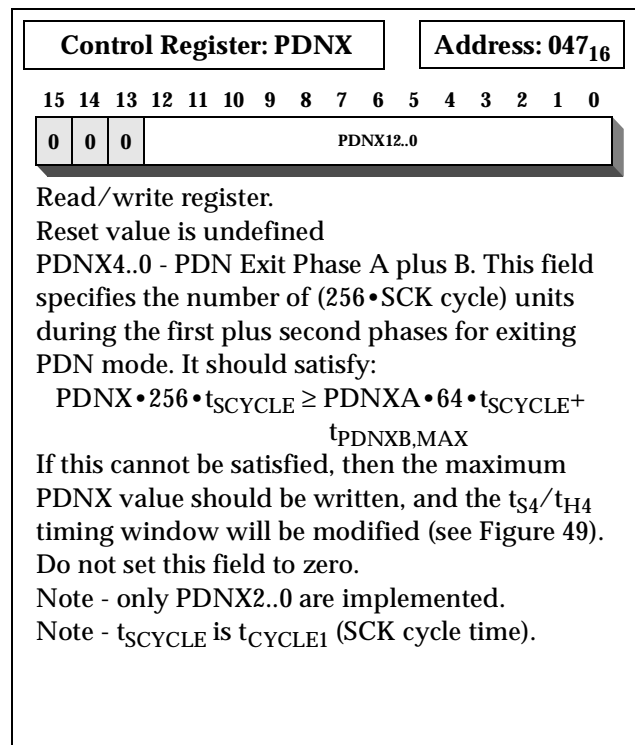 Control Register: PDNX Address: 047₁₆
15 14 13 12 11 10 9 8 7 6 5 4 3 2 1 0
0 0 0 PDNX12..0
Read/write register.
Reset value is undefined
PDNX4..0 - PDN Exit Phase A plus B. This field
specifies the number of (256•SCK cycle) units
during the first plus second phases for exiting
PDN mode. It should satisfy:
PDNX•256•tSCYCLE ≥ PDNXA•64•tSCYCLE+
tPDNXB,MAX
If this cannot be satisfied, then the maximum
PDNX value should be written, and the tS4/tH4
timing window will be modified (see Figure 49).
Do not set this field to zero.
Note - only PDNX2..0 are implemented.
Note - tSCYCLE is tCYCLE1 (SCK cycle time).